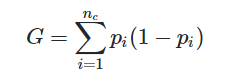 G = \sum_{i=1}^{n_c} p_i(1 - p_i)